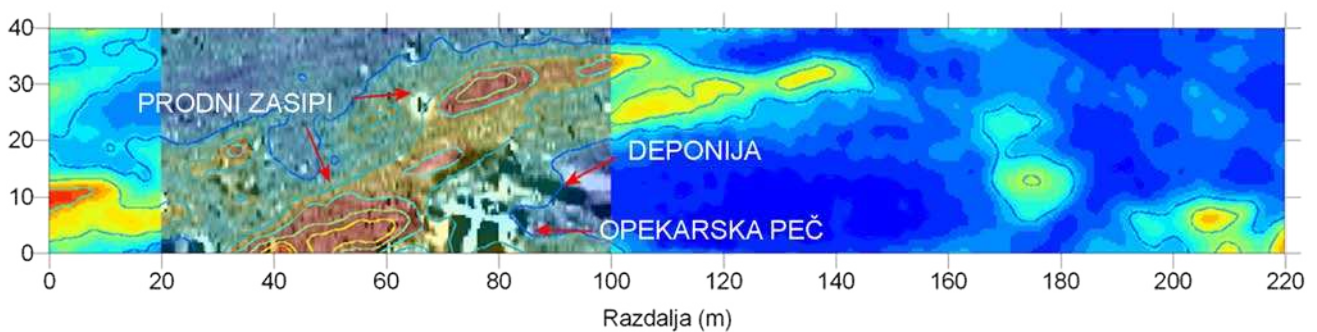 40
30
20
10
0
PRODNI ZASIPI
DEPONIJA
OPEKARSKA PEČ
0 20 40 60 80 100 120 140 160 180 200 220
Razdalja (m)